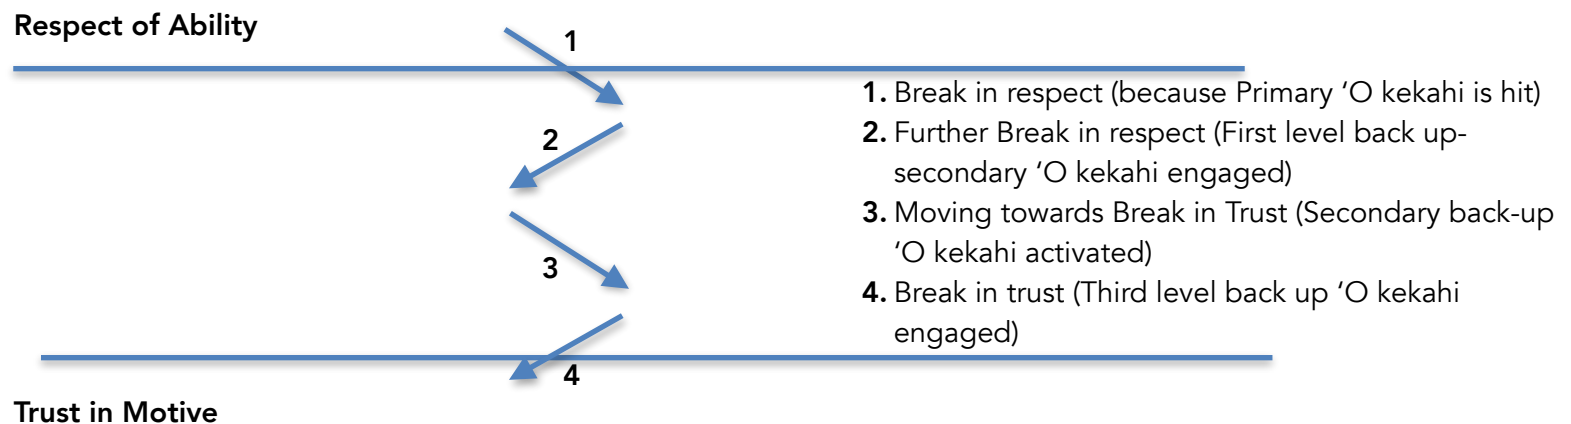 Respect of Ability
1
1. Break in respect (because Primary ‘O kekahi is hit)
2
2. Further Break in respect (First level back up-
secondary ‘O kekahi engaged)
3. Moving towards Break in Trust (Secondary back-up
‘O kekahi activated)
3
4. Break in trust (Third level back up ‘O kekahi
engaged)
4
Trust in Motive